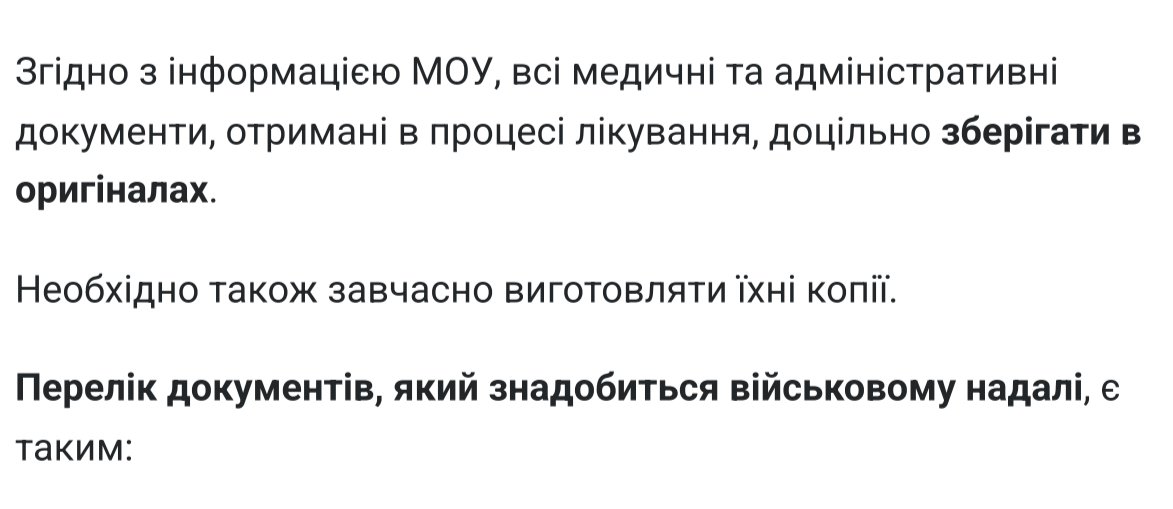 Згідно з інформацією МОУ, всі медичні та адміністративні
документи, отримані в процесі лікування, доцільно зберігати в
оригіналах.
Необхідно також завчасно виготовляти їхні копії.
Перелік документів, який знадобиться військовому надалі, є
таким: